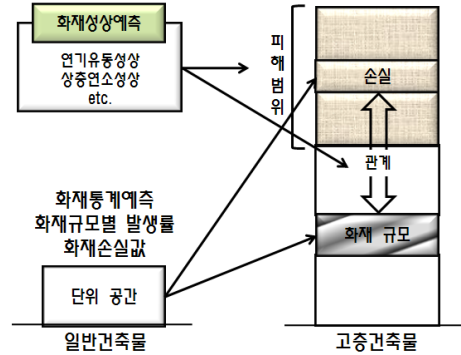 화재성상예측
연기유동성상
상층연소성상
etc.
화재통계예측
화재규모별 발생률
화재손실값
단위 공간
일반건축물
피해범위
손실
관계
화재 규모
고층건축물